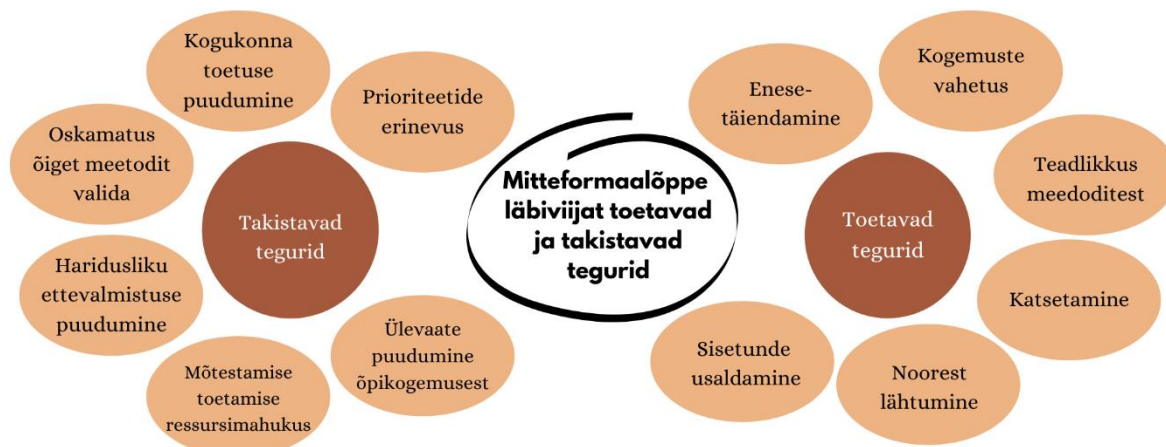 Kogukonna
toetuse
puudumine
Prioriteetide
erinevus
Oskamatus
õiget meetodit
valida
Takistavad
tegurid
Haridusliku
ettevalmistuse
puudumine
Mõtestamise
toetamise
ressursimahukus
Ülevaate
puudumine
õpikogemusest
Mitteformaalõppe
läbiviijat toetavad
ja takistavad
tegurid
Enese-
täiendamine
Kogemuste
vahetus
Teadlikkus
meedoditest
Toetavad
tegurid
Katsetamine
Sisetunde
usaldamine
Noorest
lähtumine